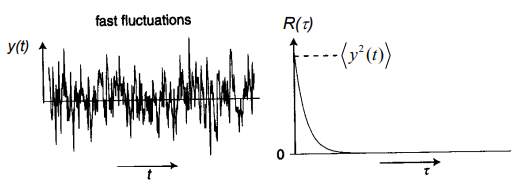 fast fluctuations
y(t)
t
R(τ)
⟨y²(t)⟩
0
τ